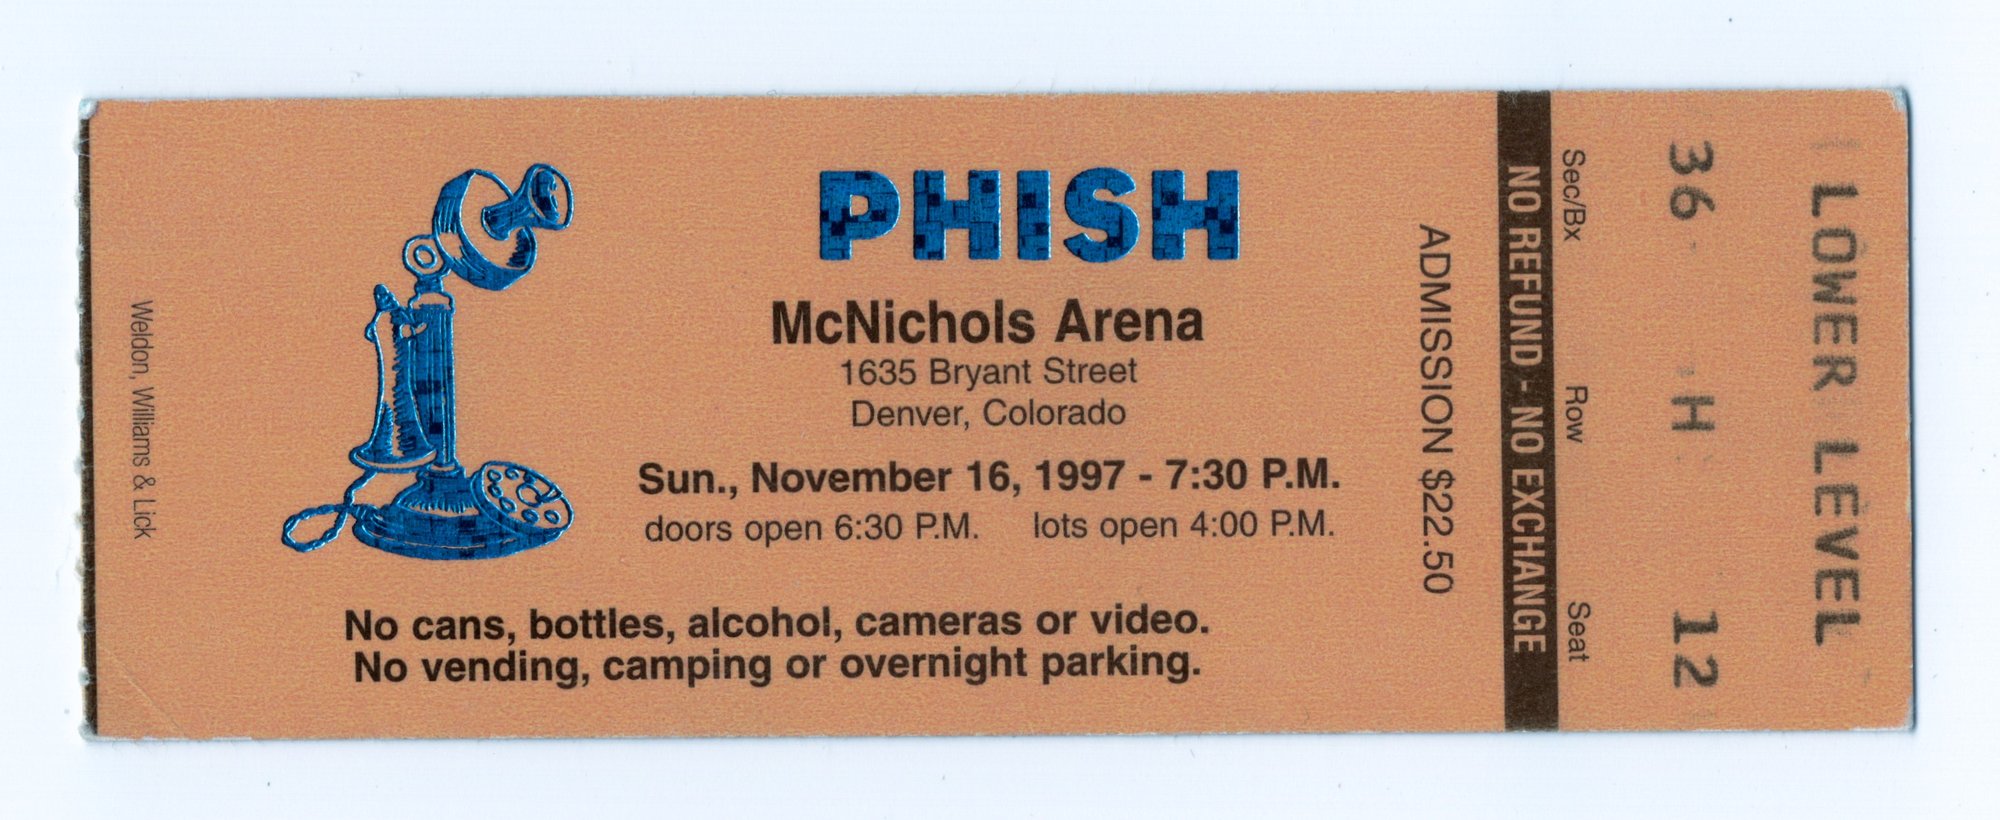 PHISH
McNichols Arena
1635 Bryant Street
Denver, Colorado
Sun., November 16, 1997 - 7:30 P.M.
doors open 6:30 P.M. lots open 4:00 P.M.
No cans, bottles, alcohol, cameras or video.
No vending, camping or overnight parking.
Weldon, Williams & Lick
ADMISSION $22.50
NO REFUND - NO EXCHANGE
Sec/Bx Row Seat
36 H 12
LOWER LEVEL